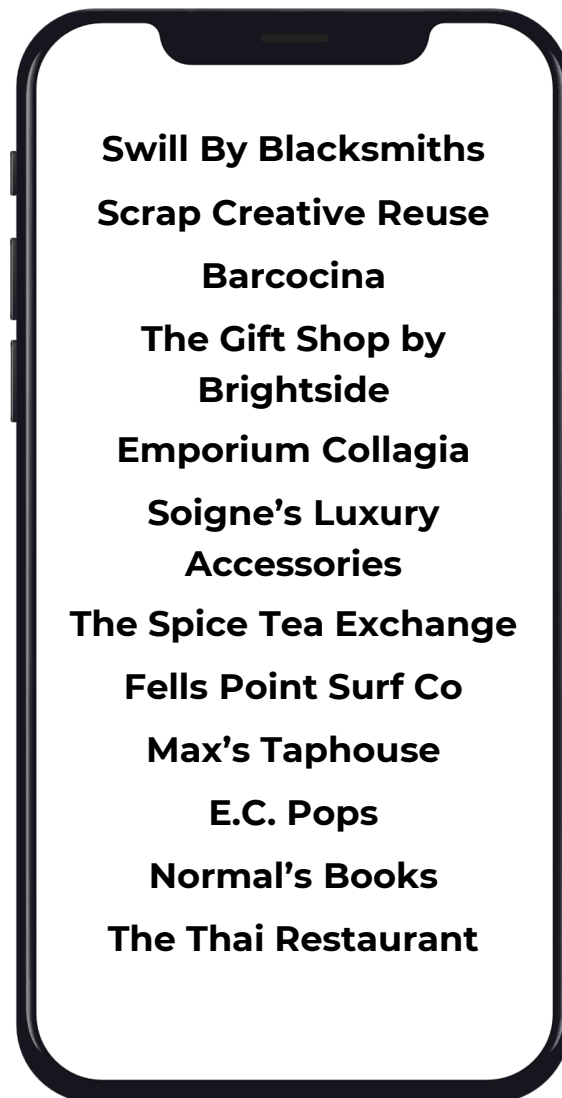 Swill By Blacksmiths
Scrap Creative Reuse
Barcocina
The Gift Shop by
Brightside
Emporium Collagia
Soigne’s Luxury
Accessories
The Spice Tea Exchange
Fells Point Surf Co
Max’s Taphouse
E.C. Pops
Normal’s Books
The Thai Restaurant